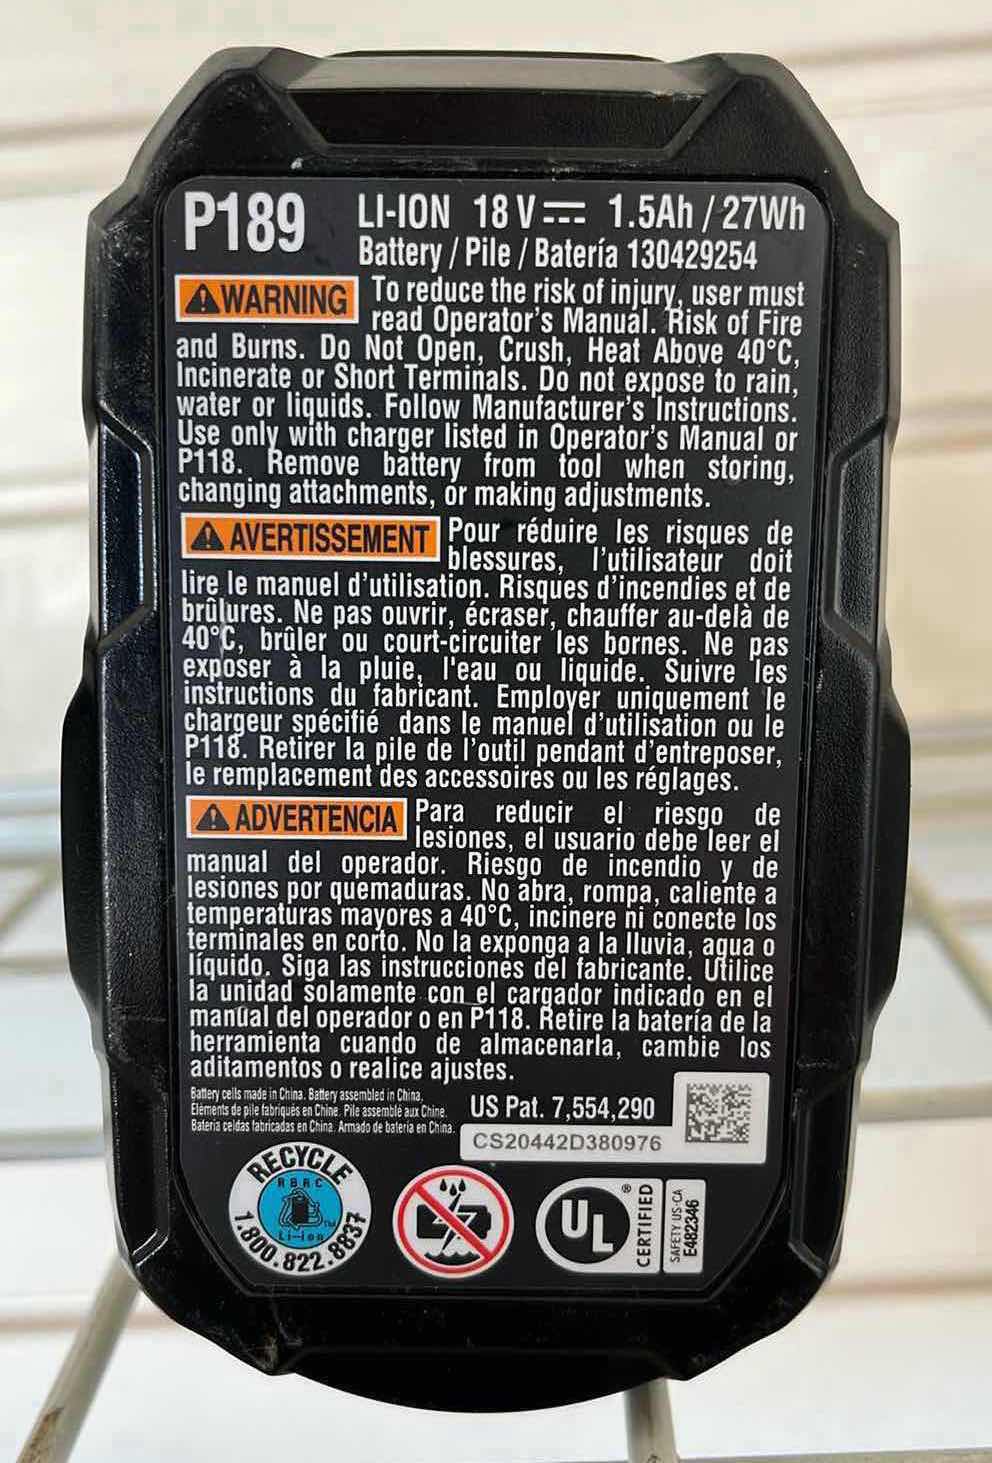 P189 LI-ION 18 V⎓ 1.5Ah / 27Wh
Battery / Pile / Batería 130429254
⚠WARNING To reduce the risk of injury, user must
read Operator's Manual. Risk of Fire
and Burns. Do Not Open, Crush, Heat Above 40°C,
Incinerate or Short Terminals. Do not expose to rain,
water or liquids. Follow Manufacturer's Instructions.
Use only with charger listed in Operator's Manual or
P118. Remove battery from tool when storing,
changing attachments, or making adjustments.
⚠AVERTISSEMENT Pour réduire les risques de
blessures, l'utilisateur doit
lire le manuel d'utilisation. Risques d'incendies et de
brûlures. Ne pas ouvrir, écraser, chauffer au-delà de
40°C, brûler ou court-circuiter les bornes. Ne pas
exposer à la pluie, l'eau ou liquide. Suivre les
instructions du fabricant. Employer uniquement le
chargeur spécifié dans le manuel d'utilisation ou le
P118. Retirer la pile de l'outil pendant d'entreposer,
le remplacement des accessoires ou les réglages.
⚠ADVERTENCIA Para reducir el riesgo de
lesiones, el usuario debe leer el
manual del operador. Riesgo de incendio y de
lesiones por quemaduras. No abra, rompa, caliente a
temperaturas mayores a 40°C, incinere ni conecte los
terminales en corto. No la exponga a la lluvia, agua o
líquido. Siga las instrucciones del fabricante. Utilice
la unidad solamente con el cargador indicado en el
manual del operador o en P118. Retire la batería de la
herramienta cuando de almacenarla, cambie los
aditamentos o realice ajustes.
Battery cells made in China. Battery assembled in China.
Eléments de pile fabriqués en Chine. Pile assemblé aux Chine.
Bateria celdas fabricadas en China. Armado de bateria en China.
US Pat. 7,554,290
CS20442D380976
RECYCLE
RBRC
Li-ion™
1.800.822.8837
UL®
CERTIFIED
SAFETY US-CA
E482346